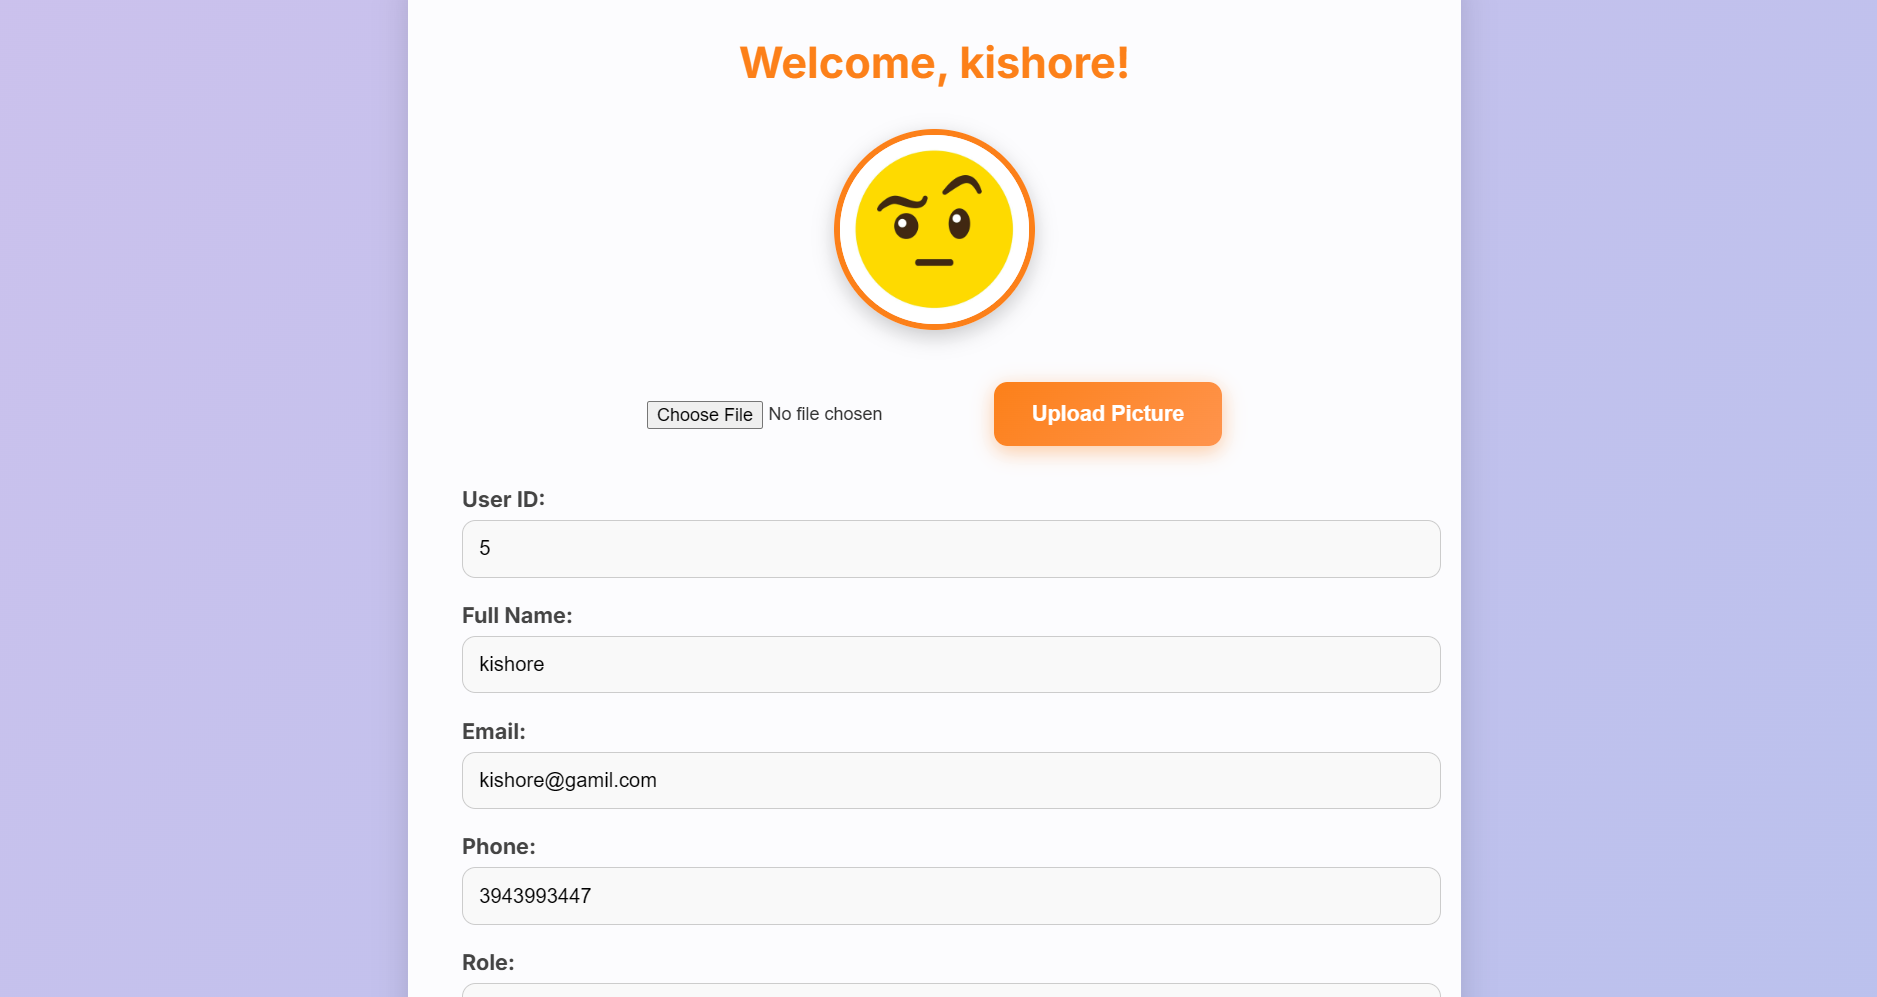 Welcome, kishore!
Choose File No file chosen
Upload Picture
User ID:
5
Full Name:
kishore
Email:
kishore@gamil.com
Phone:
3943993447
Role: